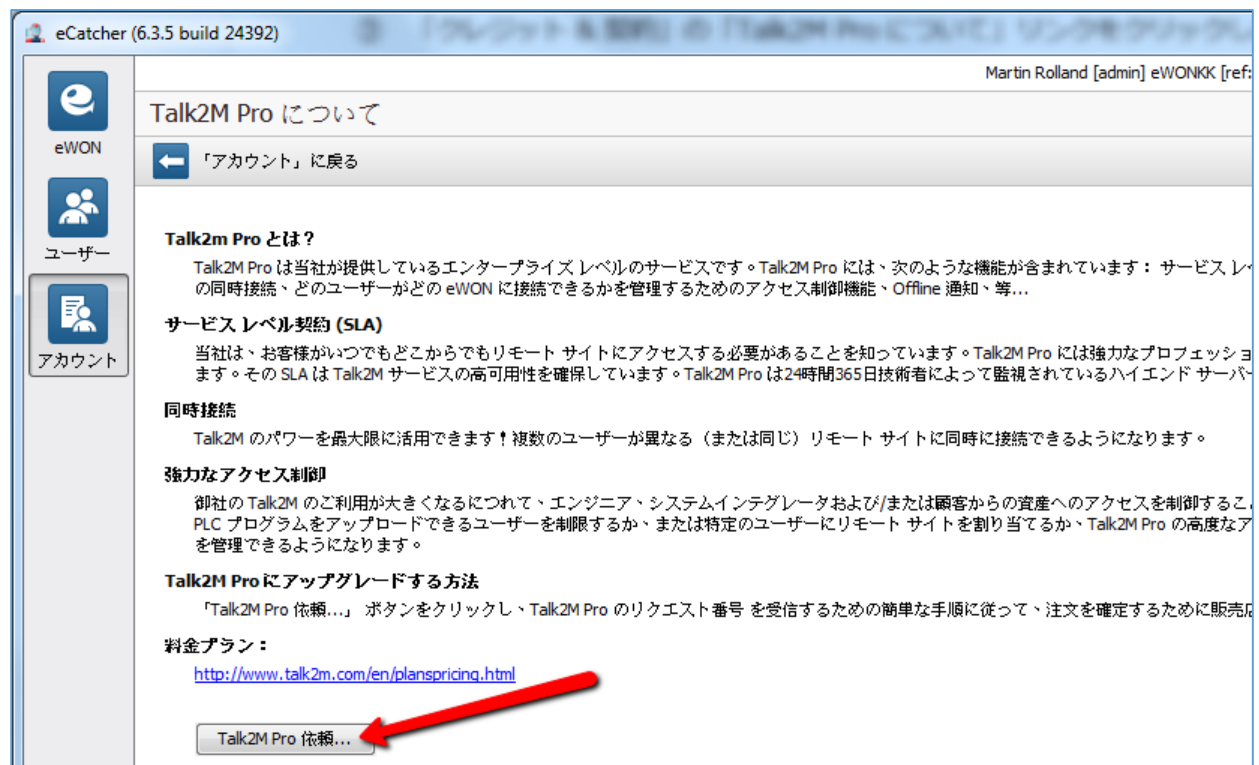 eCatcher (6.3.5 build 24392)
③ 「クレジット & 契約」の「Talk2M Pro について」リンクをクリックし
Martin Rolland [admin] eWONKK [ref:
eWON
ユーザー
アカウント
Talk2M Pro について
「アカウント」に戻る
Talk2m Pro とは？
Talk2M Pro は当社が提供しているエンタープライズ レベルのサービスです。Talk2M Pro には、次のような機能が含まれています： サービス レベ
の同時接続、どのユーザーがどの eWON に接続できるかを管理するためのアクセス制御機能、Offline 通知、等...
サービス レベル契約 (SLA)
当社は、お客様がいつでもどこからでもリモート サイトにアクセスする必要があることを知っています。Talk2M Pro には強力なプロフェッショ
ます。その SLA は Talk2M サービスの高可用性を確保しています。Talk2M Pro は24時間365日技術者によって監視されているハイエンド サーバー
同時接続
Talk2M のパワーを最大限に活用できます！複数のユーザーが異なる（または同じ）リモート サイトに同時に接続できるようになります。
強力なアクセス制御
御社の Talk2M のご利用が大きくなるにつれて、エンジニア、システムインテグレータおよび/または顧客からの資産へのアクセスを制御するこ
PLC プログラムをアップロードできるユーザーを制限するか、または特定のユーザーにリモート サイトを割り当てるか、Talk2M Pro の高度なア
を管理できるようになります。
Talk2M Pro にアップグレードする方法
「Talk2M Pro 依頼...」 ボタンをクリックし、Talk2M Pro のリクエスト番号 を受信するための簡単な手順に従って、注文を確定するために販売店
料金プラン：
http://www.talk2m.com/en/planspricing.html
Talk2M Pro 依頼...